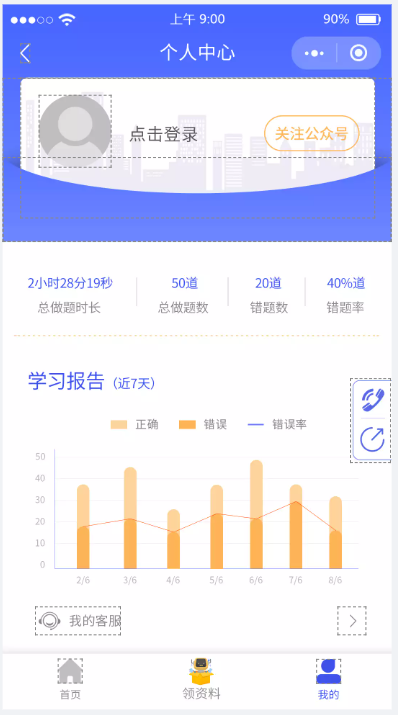 上午 9:00 90%
个人中心
点击登录 关注公众号
2小时28分19秒 50道 20道 40%道
总做题时长 总做题数 错题数 错题率
学习报告（近7天）
正确 错误 错误率
50
40
30
20
10
0
2/6 3/6 4/6 5/6 6/6 7/6 8/6
我的客服
首页 领资料 我的